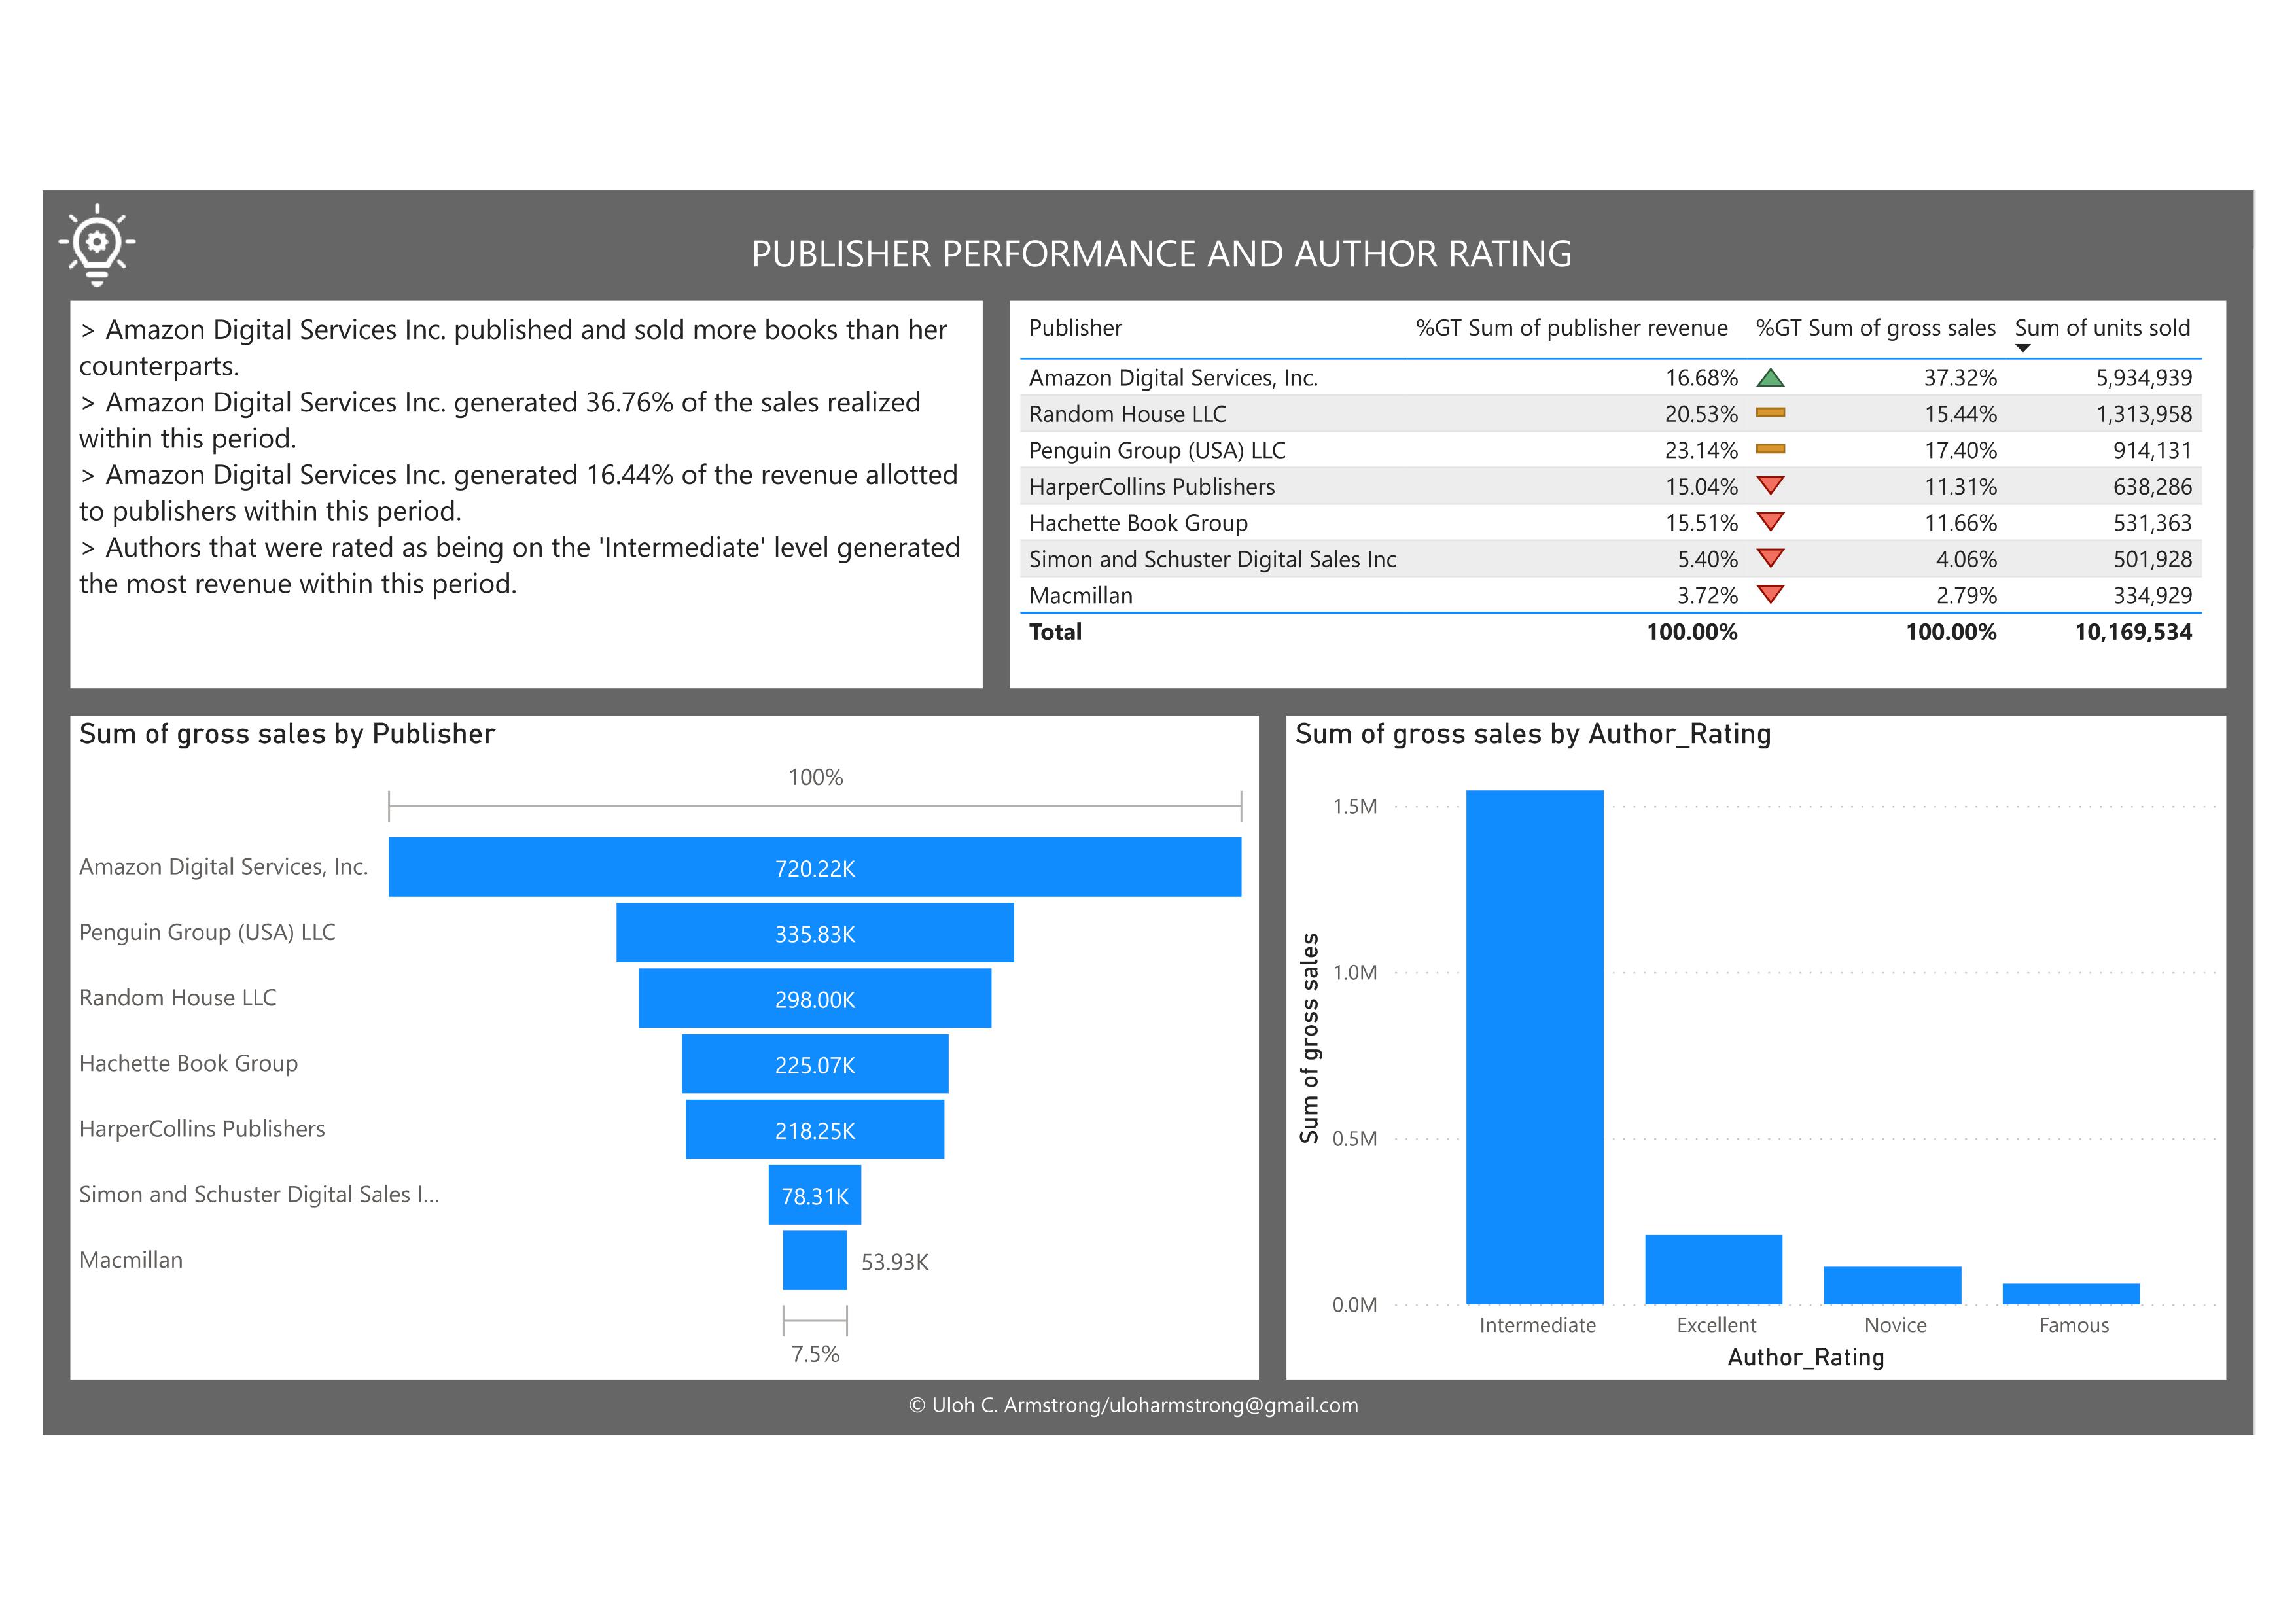 PUBLISHER PERFORMANCE AND AUTHOR RATING
> Amazon Digital Services Inc. published and sold more books than her
counterparts.
> Amazon Digital Services Inc. generated 36.76% of the sales realized
within this period.
> Amazon Digital Services Inc. generated 16.44% of the revenue allotted
to publishers within this period.
> Authors that were rated as being on the 'Intermediate' level generated
the most revenue within this period.
Publisher %GT Sum of publisher revenue %GT Sum of gross sales Sum of units sold
Amazon Digital Services, Inc. 16.68% 37.32% 5,934,939
Random House LLC 20.53% 15.44% 1,313,958
Penguin Group (USA) LLC 23.14% 17.40% 914,131
HarperCollins Publishers 15.04% 11.31% 638,286
Hachette Book Group 15.51% 11.66% 531,363
Simon and Schuster Digital Sales Inc 5.40% 4.06% 501,928
Macmillan 3.72% 2.79% 334,929
Total 100.00% 100.00% 10,169,534
Sum of gross sales by Publisher
100%
Amazon Digital Services, Inc. 720.22K
Penguin Group (USA) LLC 335.83K
Random House LLC 298.00K
Hachette Book Group 225.07K
HarperCollins Publishers 218.25K
Simon and Schuster Digital Sales I... 78.31K
Macmillan 53.93K
7.5%
Sum of gross sales by Author_Rating
Sum of gross sales
1.5M
1.0M
0.5M
0.0M
Intermediate Excellent Novice Famous
Author_Rating
© Uloh C. Armstrong/uloharmstrong@gmail.com